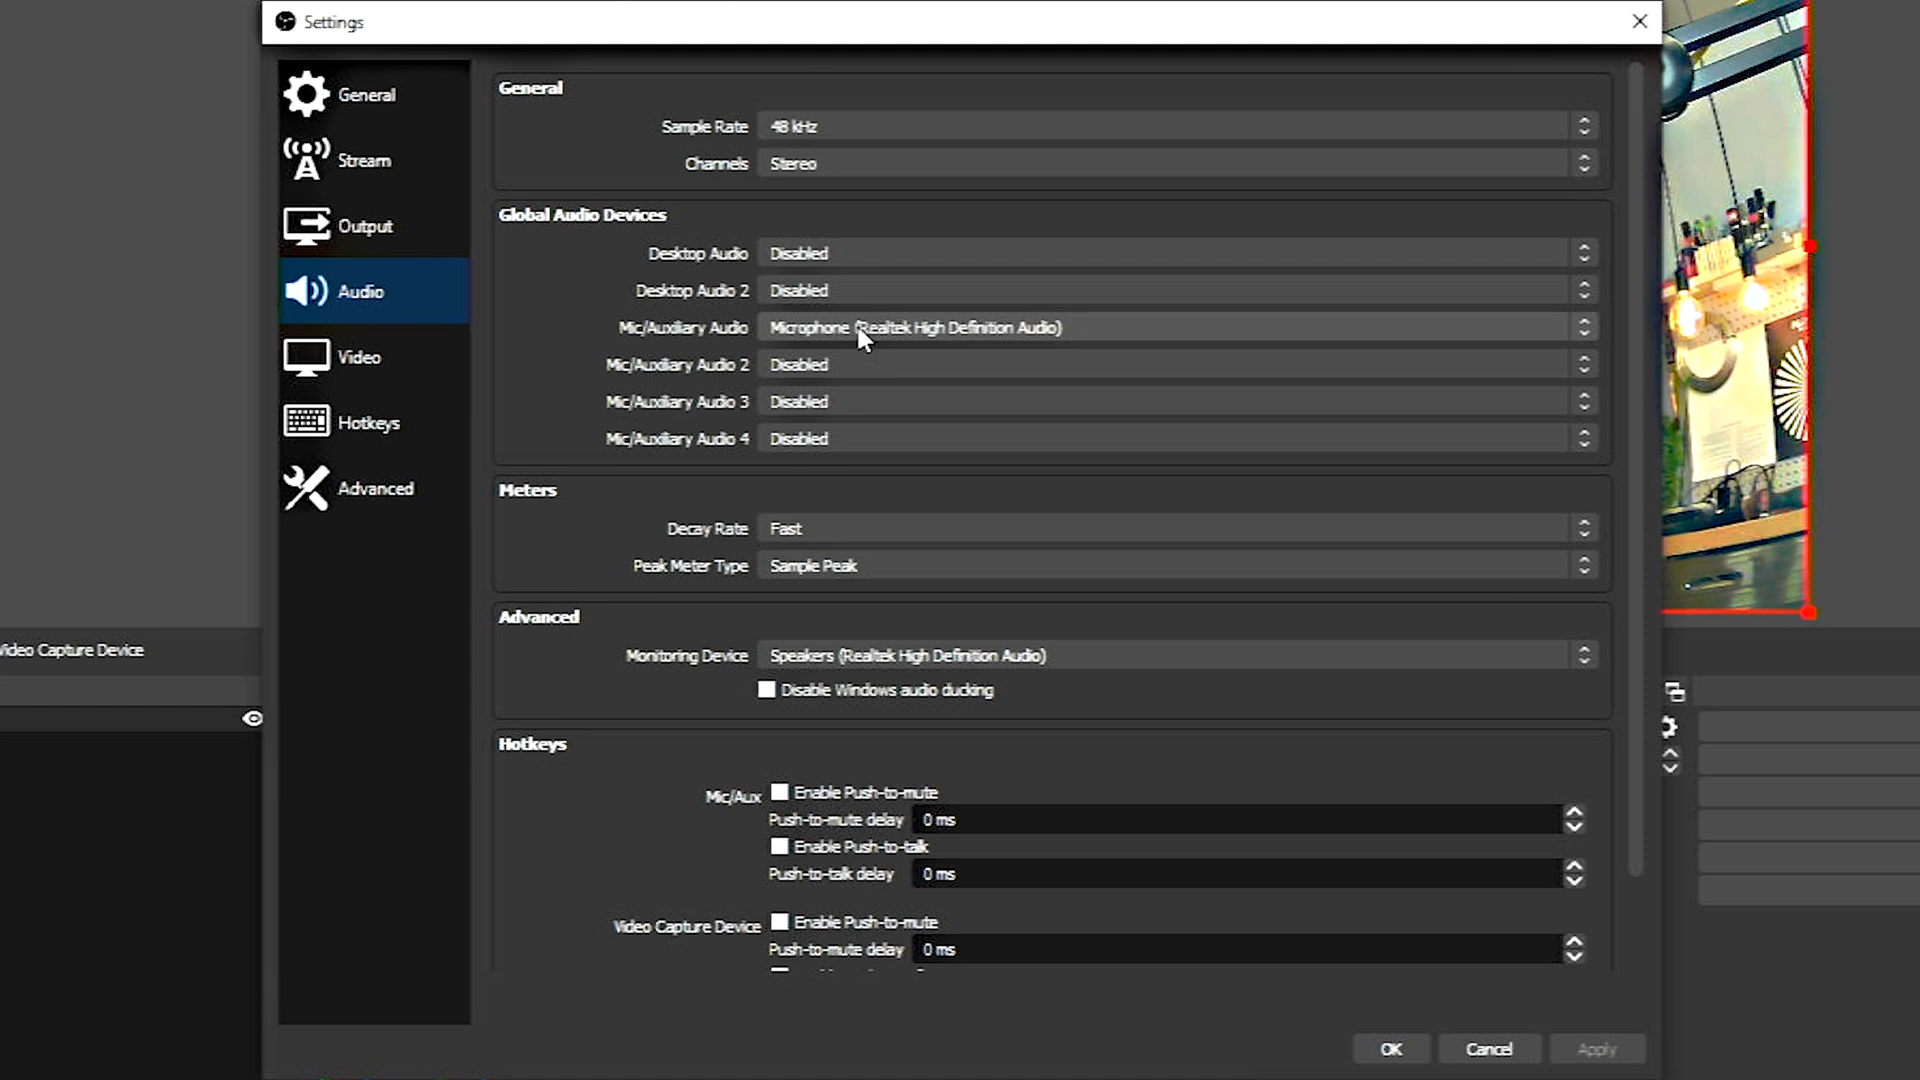 Settings
General
Stream
Output
Audio
Video
Hotkeys
Advanced
General
Sample Rate 48 kHz
Channels Stereo
Global Audio Devices
Desktop Audio Disabled
Desktop Audio 2 Disabled
Mic/Auxiliary Audio Microphone (Realtek High Definition Audio)
Mic/Auxiliary Audio 2 Disabled
Mic/Auxiliary Audio 3 Disabled
Mic/Auxiliary Audio 4 Disabled
Meters
Decay Rate Fast
Peak Meter Type Sample Peak
Advanced
Monitoring Device Speakers (Realtek High Definition Audio)
Disable Windows audio ducking
Hotkeys
Mic/Aux Enable Push-to-mute
Push-to-mute delay 0 ms
Enable Push-to-talk
Push-to-talk delay 0 ms
Video Capture Device Enable Push-to-mute
Push-to-mute delay 0 ms
OK Cancel Apply
Video Capture Device